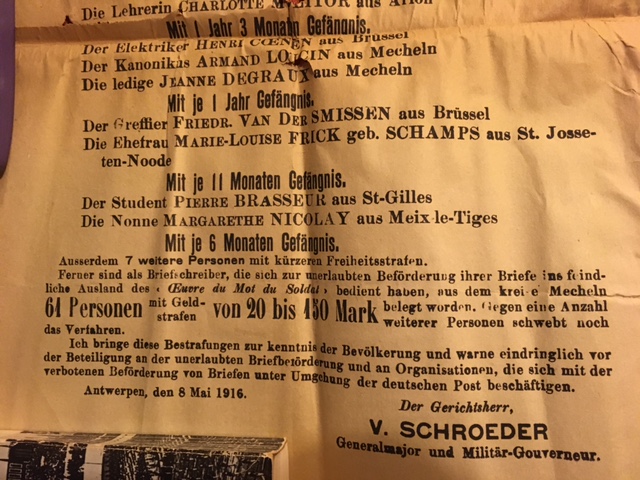 Die Lehrerin CHARLOTTE aus Arlon
Mit 1 Jahr 3 Monaten Gefängnis.
Der Elektriker HENRI CŒNEN aus Brüssel
Der Kanonikus ARMAND aus Mecheln
Die ledige JEANNE DEGRAUX aus Mecheln
Mit je 1 Jahr Gefängnis.
Der Greffier FRIEDR. VAN DER SMISSEN aus Brüssel
Die Ehefrau MARIE-LOUISE FRICK geb. SCHAMPS aus St. Josse-
ten-Noode
Mit je 11 Monaten Gefängnis.
Der Student PIERRE BRASSEUR aus St-Gilles
Die Nonne MARGARETHE NICOLAY aus Meix-le-Tiges
Mit je 6 Monaten Gefängnis.
Ausserdem 7 weitere Personen mit kürzeren Freiheitsstrafen.
Ferner sind als Briefschreiber, die sich zur unerlaubten Beförderung ihrer Briefe ins feind-
liche Ausland des « Œuvre du Mot du Soldat » bedient haben, aus dem Mecheln
61 Personen mit Geld-strafen von 20 bis 150 Mark belegt worden. Gegen eine Anzahl weiterer Personen schwebt noch
das Verfahren.
Ich bringe diese Bestrafungen zur kenntnis der Bevölkerung und warne eindringlich vor
der Beteiligung an der unerlaubten Briefbeförderung und an Organisationen, die sich mit der
verbotenen Beförderung von Briefen unter Umgehung der deutschen Post beschäftigen.
Antwerpen, den 8 Mai 1916.
Der Gerichtsherr,
V. SCHROEDER
Generalmajor und Militär-Gouverneur.